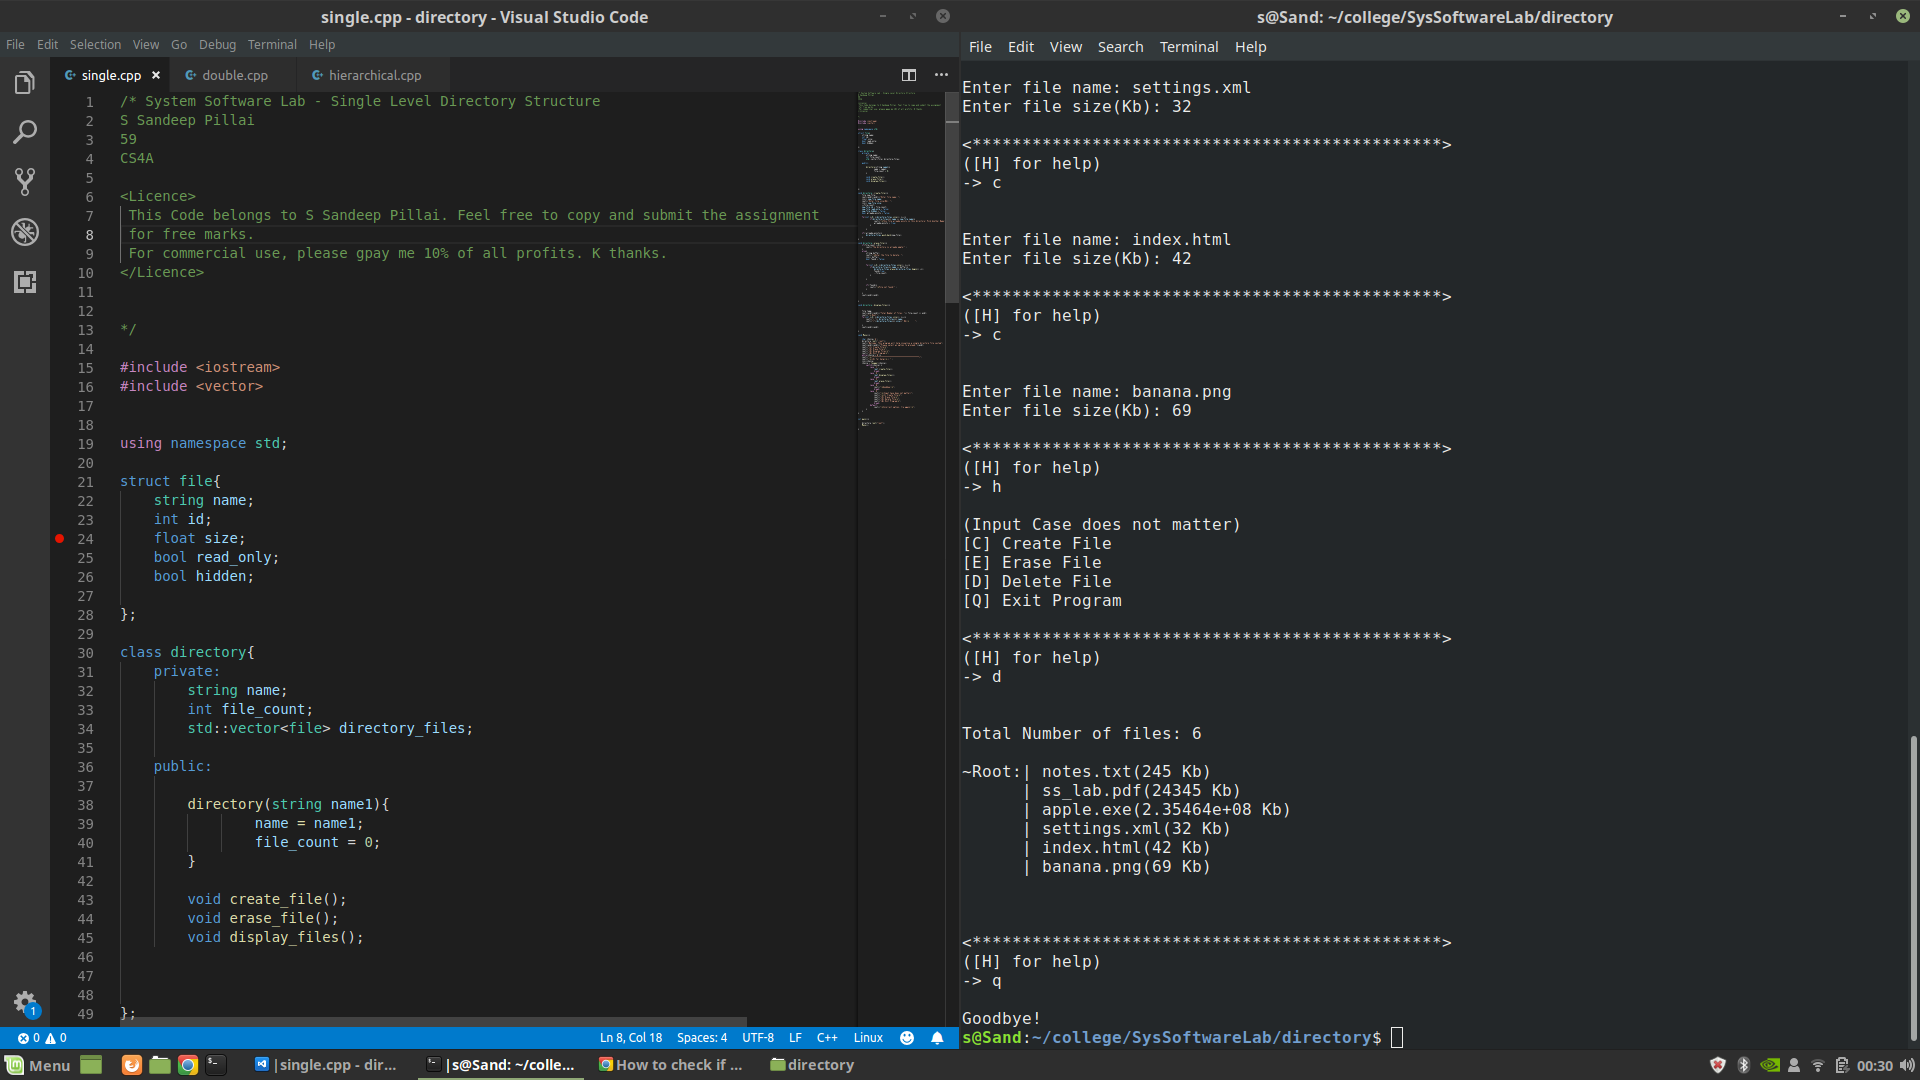 single.cpp - directory - Visual Studio Code
File Edit Selection View Go Debug Terminal Help
single.cpp × double.cpp hierarchical.cpp
1 /* System Software Lab - Single Level Directory Structure
2 S Sandeep Pillai
3 59
4 CS4A
5
6 <Licence>
7 This Code belongs to S Sandeep Pillai. Feel free to copy and submit the assignment
8 for free marks.
9 For commercial use, please gpay me 10% of all profits. K thanks.
10 </Licence>
11
12
13 */
14
15 #include <iostream>
16 #include <vector>
17
18
19 using namespace std;
20
21 struct file{
22 string name;
23 int id;
24 float size;
25 bool read_only;
26 bool hidden;
27
28 };
29
30 class directory{
31 private:
32 string name;
33 int file_count;
34 std::vector<file> directory_files;
35
36 public:
37
38 directory(string name1){
39 name = name1;
40 file_count = 0;
41 }
42
43 void create_file();
44 void erase_file();
45 void display_files();
46
47
48
49 };
1
0 0 Ln 8, Col 18 Spaces: 4 UTF-8 LF C++ Linux
s@Sand: ~/college/SysSoftwareLab/directory
File Edit View Search Terminal Help
Enter file name: settings.xml
Enter file size(Kb): 32
<***********************************************>
([H] for help)
-> c
Enter file name: index.html
Enter file size(Kb): 42
<***********************************************>
([H] for help)
-> c
Enter file name: banana.png
Enter file size(Kb): 69
<***********************************************>
([H] for help)
-> h
(Input Case does not matter)
[C] Create File
[E] Erase File
[D] Delete File
[Q] Exit Program
<***********************************************>
([H] for help)
-> d
Total Number of files: 6
~Root:| notes.txt(245 Kb)
| ss_lab.pdf(24345 Kb)
| apple.exe(2.35464e+08 Kb)
| settings.xml(32 Kb)
| index.html(42 Kb)
| banana.png(69 Kb)
<***********************************************>
([H] for help)
-> q
Goodbye!
s@Sand:~/college/SysSoftwareLab/directory$
Menu |single.cpp - dir... |s@Sand: ~/colle... How to check if ... directory 00:30